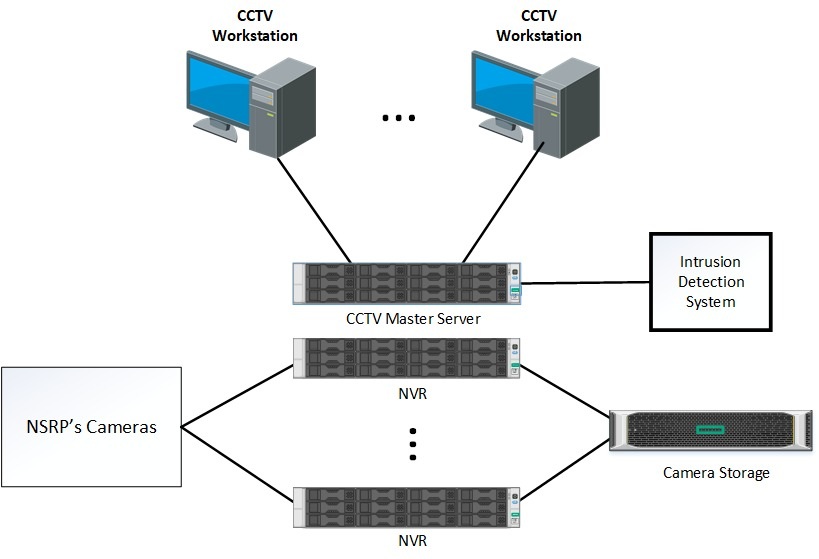 CCTV
Workstation
CCTV
Workstation
...
Intrusion
Detection
System
CCTV Master Server
NVR
NSRP’s Cameras
Camera Storage
NVR